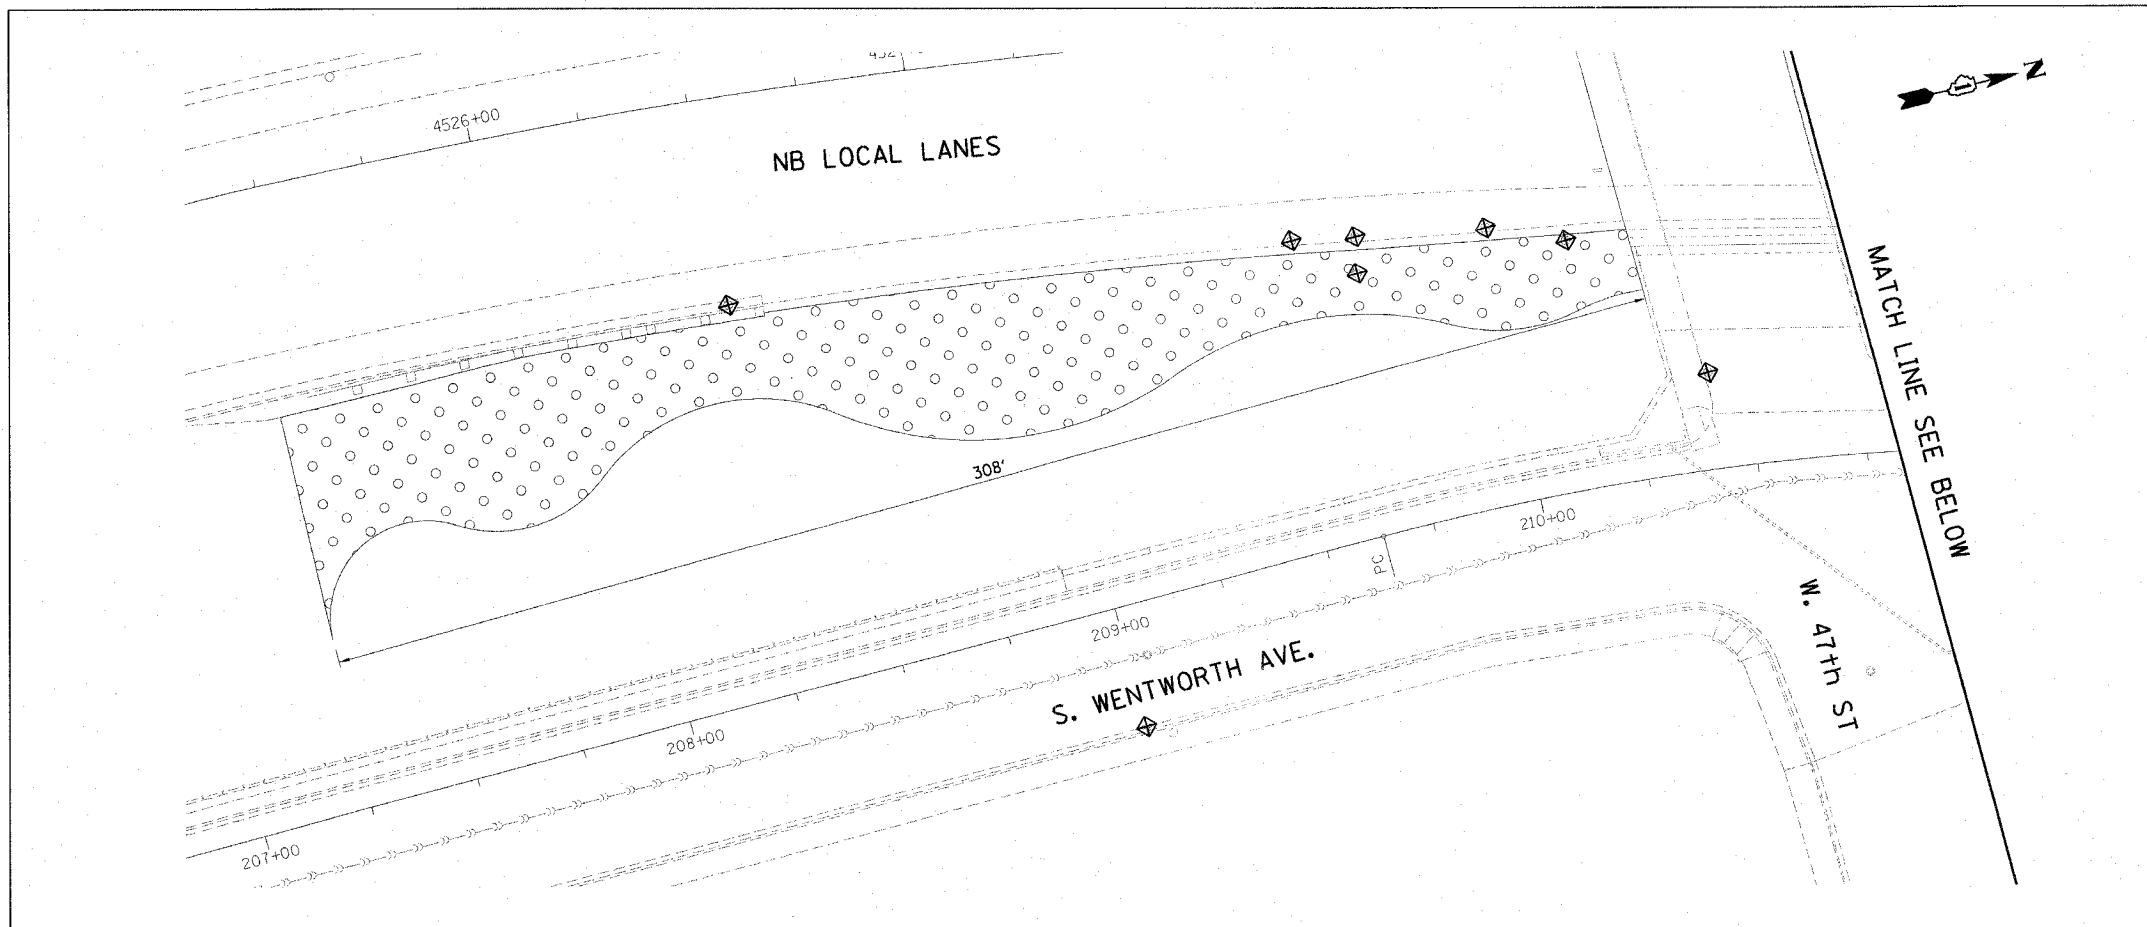 4526+00
NB LOCAL LANES
N
MATCH LINE SEE BELOW
308'
210+00
PC
209+00
W. 47th ST
S. WENTWORTH AVE.
208+00
207+00